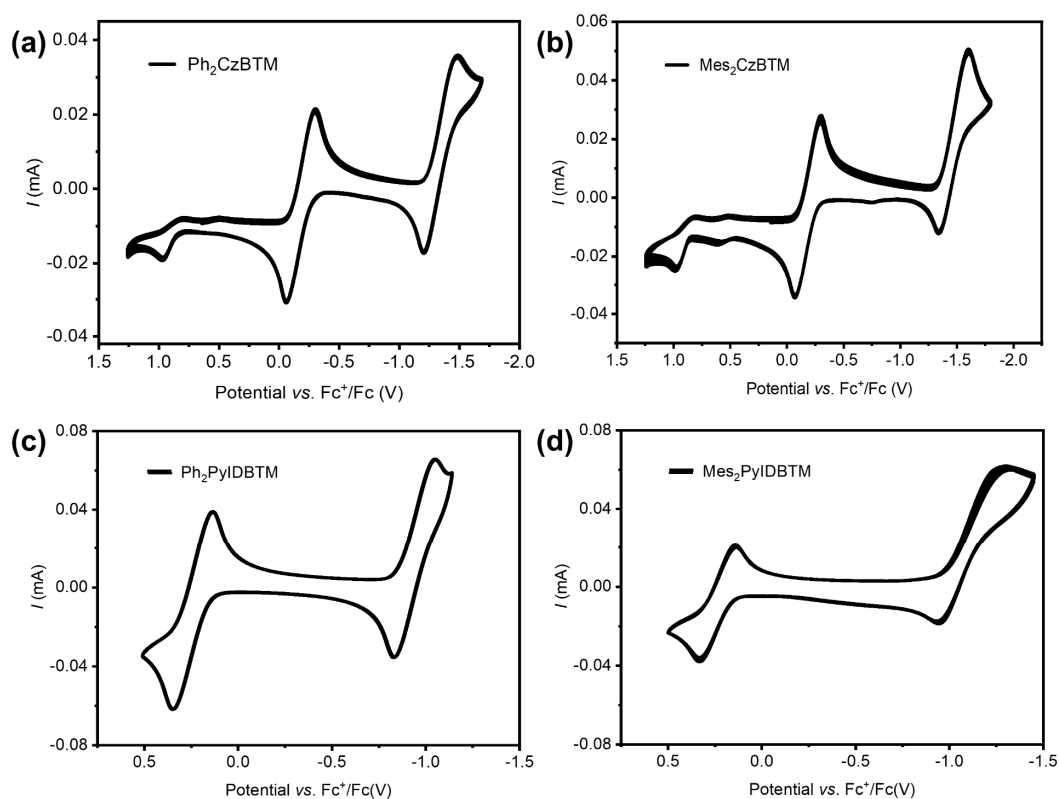 (a)
Ph₂CzBTM
0.04
0.02
0.00
-0.02
-0.04
I (mA)
1.5 1.0 0.5 0.0 -0.5 -1.0 -1.5 -2.0
Potential vs. Fc⁺/Fc (V)
(b)
Mes₂CzBTM
0.06
0.04
0.02
0.00
-0.02
-0.04
I (mA)
1.5 1.0 0.5 0.0 -0.5 -1.0 -1.5 -2.0
Potential vs. Fc⁺/Fc (V)
(c)
Ph₂PyIDBTM
0.08
0.04
0.00
-0.04
-0.08
I (mA)
0.5 0.0 -0.5 -1.0 -1.5
Potential vs. Fc⁺/Fc(V)
(d)
Mes₂PyIDBTM
0.08
0.04
0.00
-0.04
-0.08
I (mA)
0.5 0.0 -0.5 -1.0 -1.5
Potential vs. Fc⁺/Fc(V)